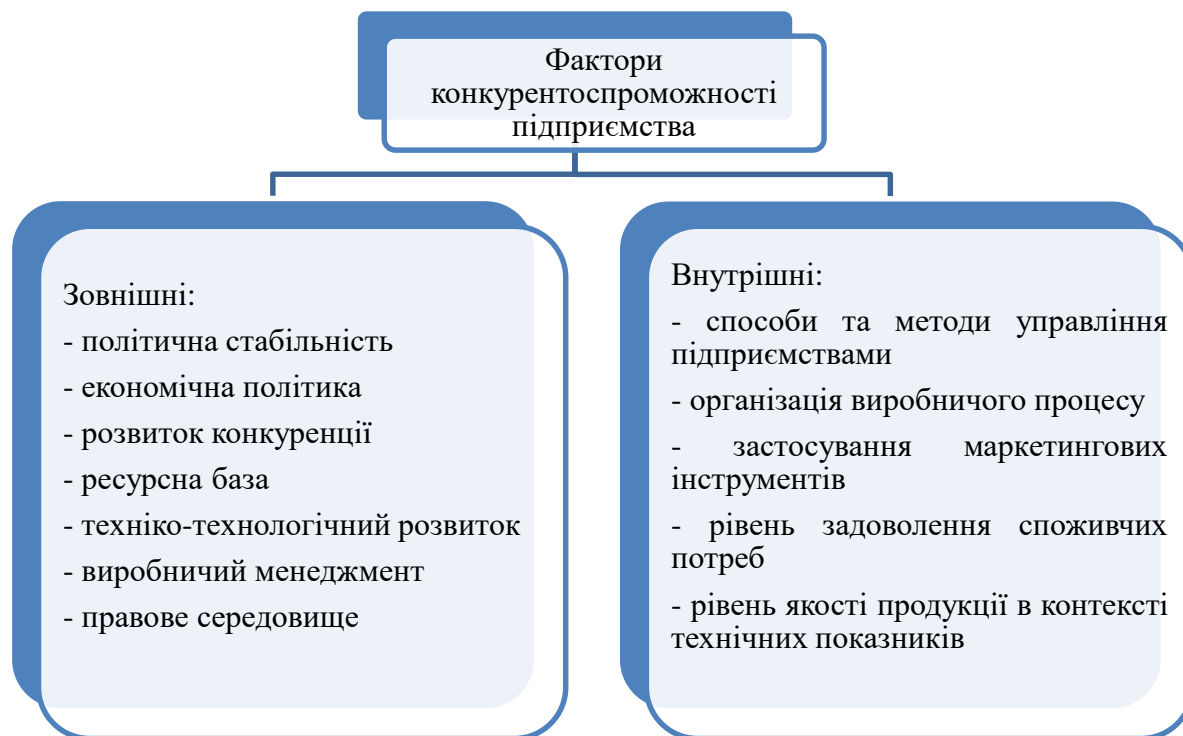 Фактори
конкурентоспроможності
підприємства
Зовнішні:
- політична стабільність
- економічна політика
- розвиток конкуренції
- ресурсна база
- техніко-технологічний розвиток
- виробничий менеджмент
- правове середовище
Внутрішні:
- способи та методи управління
підприємствами
- організація виробничого процесу
- застосування маркетингових
інструментів
- рівень задоволення споживчих
потреб
- рівень якості продукції в контексті
технічних показників